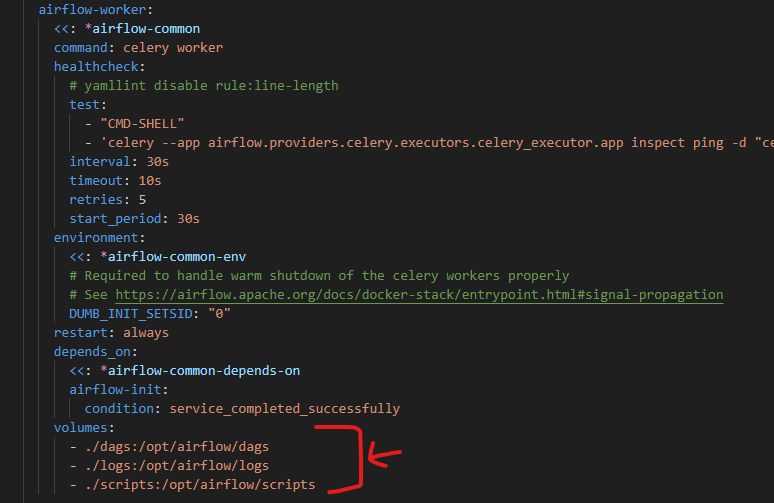 airflow-worker:
<<: *airflow-common
command: celery worker
healthcheck:
# yamllint disable rule:line-length
test:
- "CMD-SHELL"
- 'celery --app airflow.providers.celery.executors.celery_executor.app inspect ping -d "ce
interval: 30s
timeout: 10s
retries: 5
start_period: 30s
environment:
<<: *airflow-common-env
# Required to handle warm shutdown of the celery workers properly
# See https://airflow.apache.org/docs/docker-stack/entrypoint.html#signal-propagation
DUMB_INIT_SETSID: "0"
restart: always
depends_on:
<<: *airflow-common-depends-on
airflow-init:
condition: service_completed_successfully
volumes:
- ./dags:/opt/airflow/dags
- ./logs:/opt/airflow/logs
- ./scripts:/opt/airflow/scripts